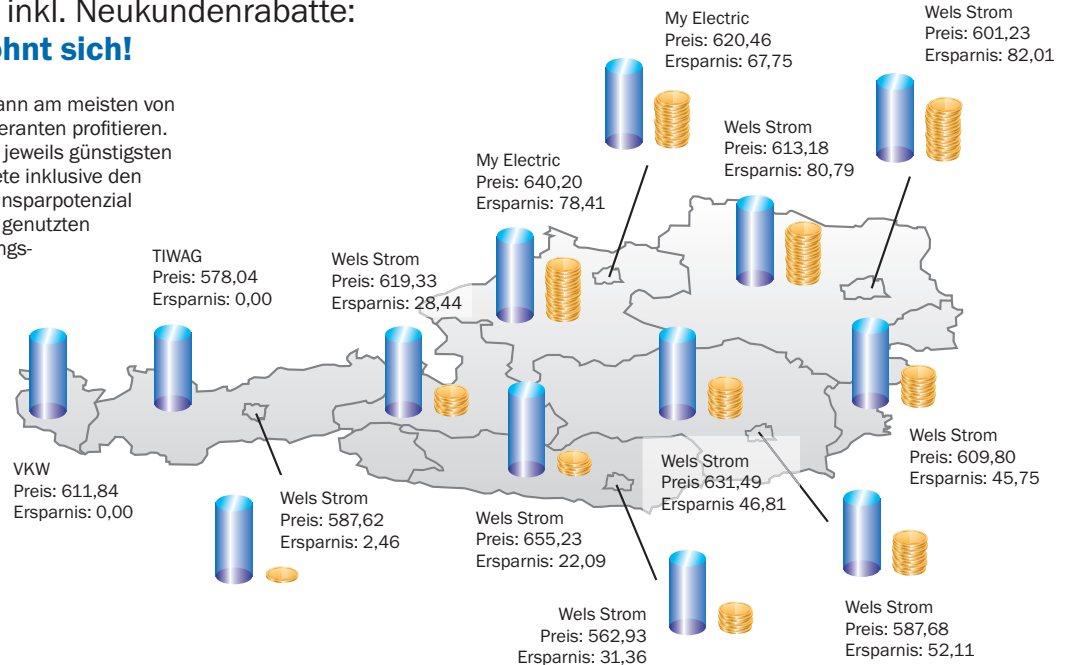 inkl. Neukundenrabatte:
sich!
am meisten von
profitieren.
jeweils günstigsten
inklusive den
genutzten
My Electric
Preis: 620,46
Ersparnis: 67,75
Wels Strom
Preis: 601,23
Ersparnis: 82,01
Wels Strom
Preis: 613,18
Ersparnis: 80,79
My Electric
Preis: 640,20
Ersparnis: 78,41
TIWAG
Preis: 578,04
Ersparnis: 0,00
Wels Strom
Preis: 619,33
Ersparnis: 28,44
VKW
Preis: 611,84
Ersparnis: 0,00
Wels Strom
Preis: 587,62
Ersparnis: 2,46
Wels Strom
Preis: 655,23
Ersparnis: 22,09
Wels Strom
Preis 631,49
Ersparnis 46,81
Wels Strom
Preis: 609,80
Ersparnis: 45,75
Wels Strom
Preis: 562,93
Ersparnis: 31,36
Wels Strom
Preis: 587,68
Ersparnis: 52,11